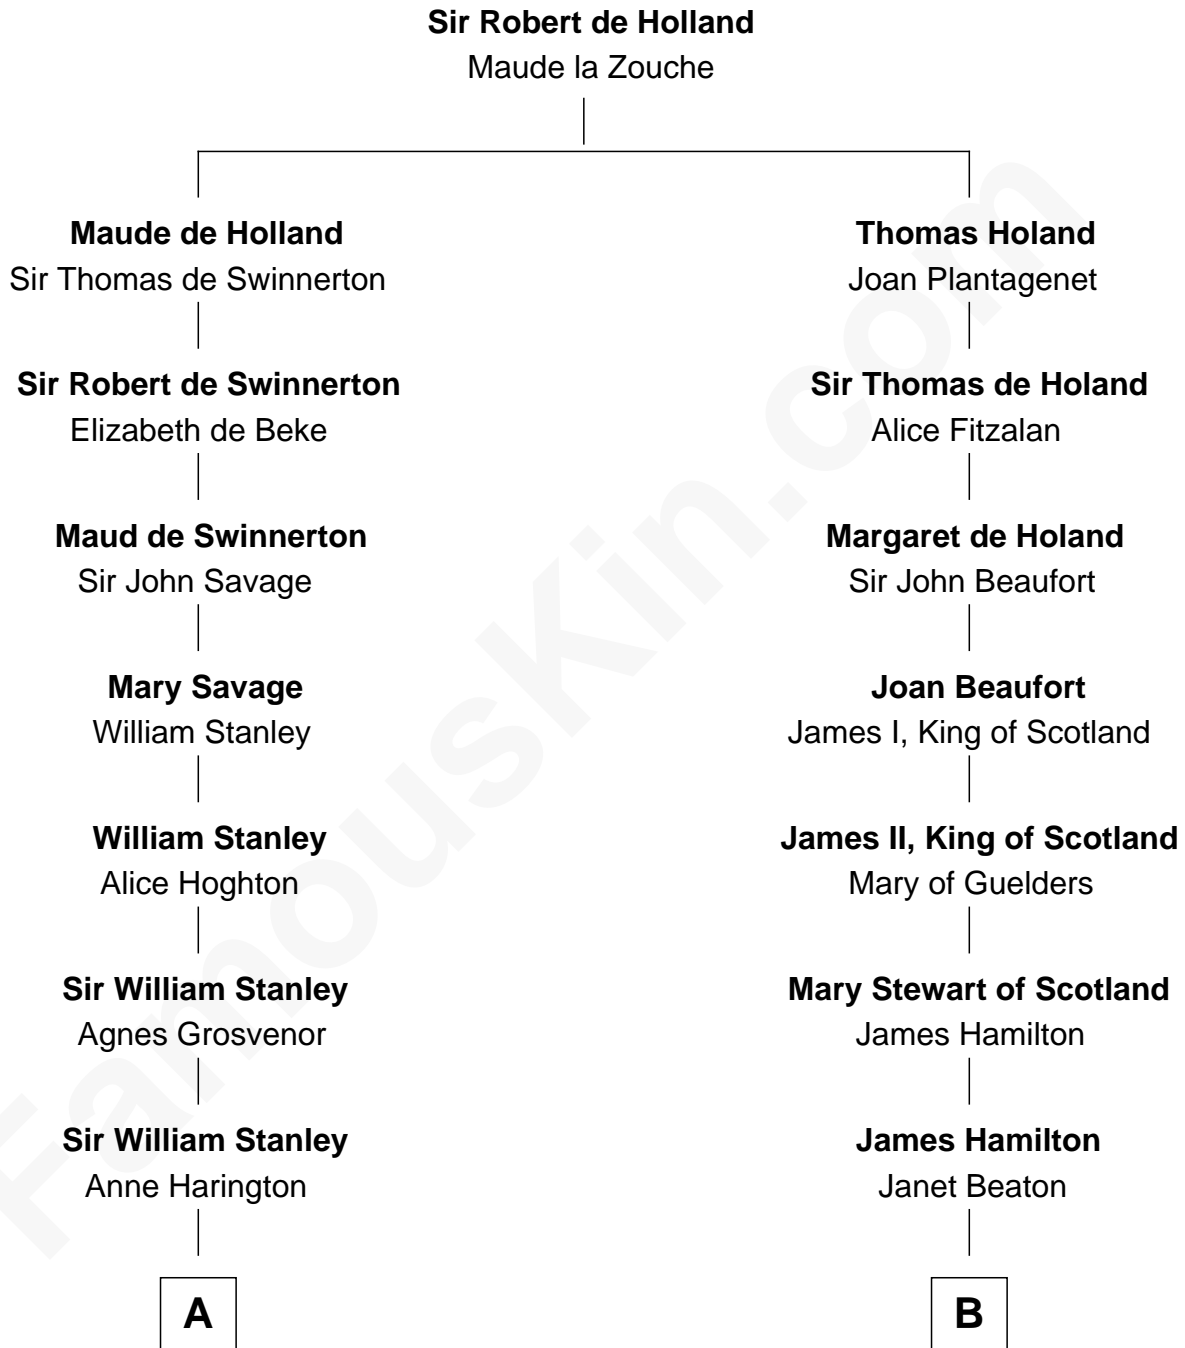 Sir Robert de Holland
Maude la Zouche
Maude de Holland
Sir Thomas de Swinnerton
Thomas Holand
Joan Plantagenet
Sir Robert de Swinnerton
Elizabeth de Beke
Sir Thomas de Holand
Alice Fitzalan
Maud de Swinnerton
Sir John Savage
Margaret de Holand
Sir John Beaufort
Mary Savage
William Stanley
Joan Beaufort
James I, King of Scotland
William Stanley
Alice Hoghton
James II, King of Scotland
Mary of Guelders
Sir William Stanley
Agnes Grosvenor
Mary Stewart of Scotland
James Hamilton
Sir William Stanley
Anne Harington
James Hamilton
Janet Beaton
A
B
FamousKin.com